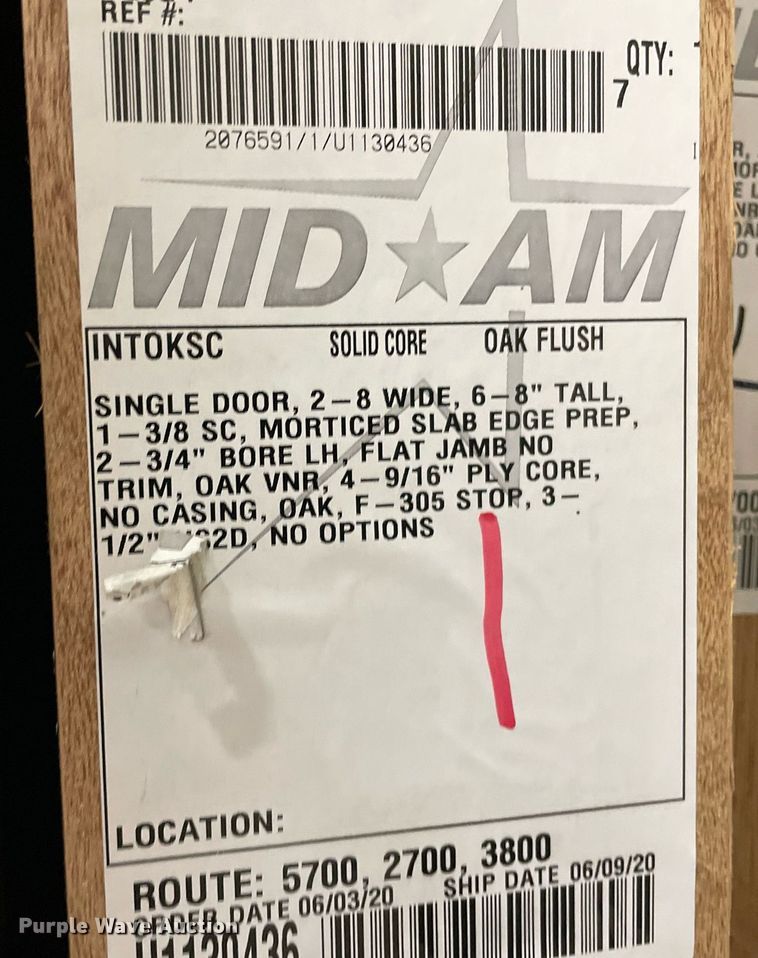 REF #:
QTY:
7
2076591/1/U1130436
MID AM
INTOKSC SOLID CORE OAK FLUSH
SINGLE DOOR, 2-8 WIDE, 6-8" TALL,
1-3/8 SC, MORTICED SLAB EDGE PREP,
2-3/4" BORE LH, FLAT JAMB NO
TRIM, OAK VNR, 4-9/16" PLY CORE,
NO CASING, OAK, F-305 STOP, 3-
1/2" 2D, NO OPTIONS
LOCATION:
ROUTE: 5700, 2700, 3800
ORDER DATE 06/03/20 SHIP DATE 06/09/20
U1130436
Purple Wave Auction